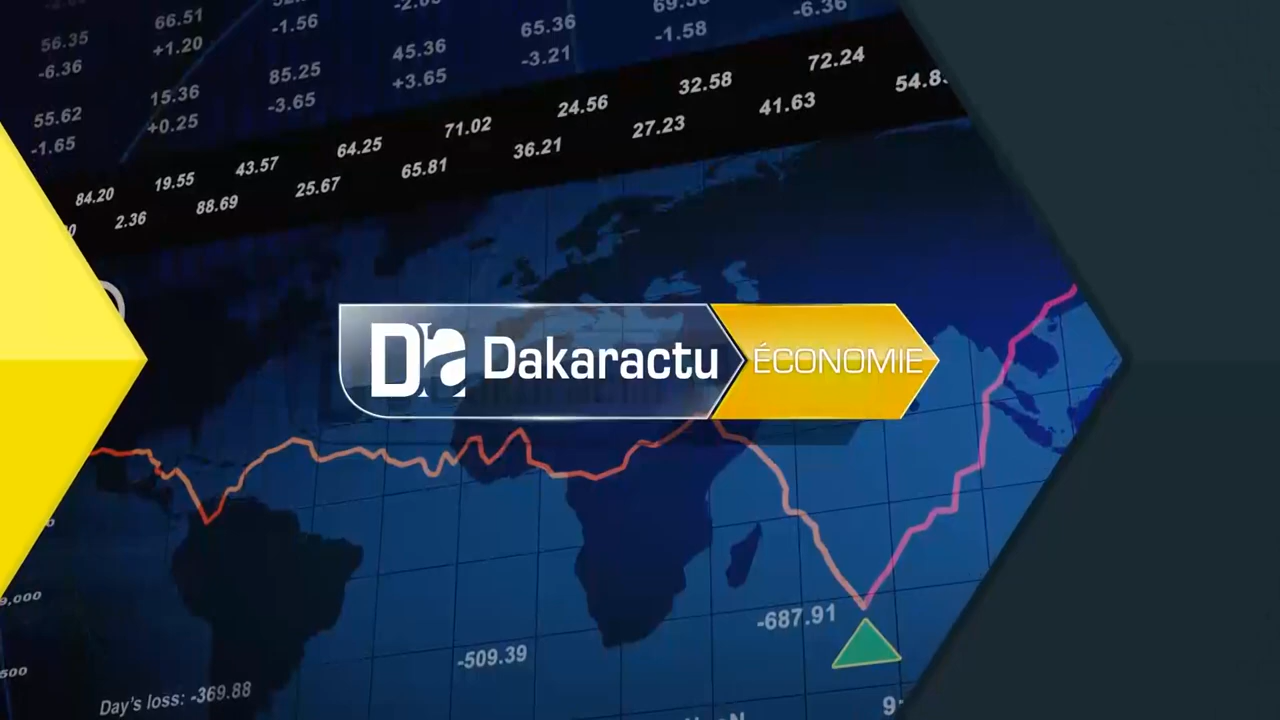 56.35 66.51 -1.56 65.36 -1.58 -6.36
-6.36 +1.20 45.36 -3.21
55.62 15.36 85.25 +3.65
-1.65 +0.25 -3.65
84.20 19.55 43.57 64.25 71.02 24.56 32.58 72.24
2.36 88.69 25.67 65.81 36.21 27.23 41.63
Dakaractu ÉCONOMIE
-687.91
-509.39
Day's loss: -369.88